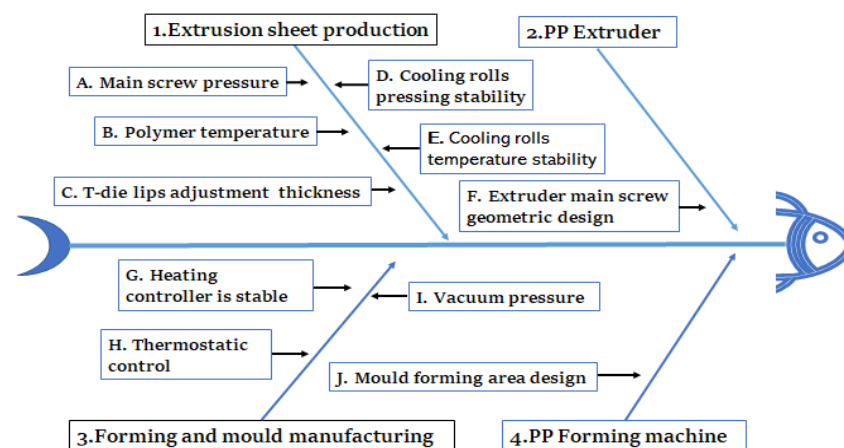 1.Extrusion sheet production
2.PP Extruder
A. Main screw pressure
D. Cooling rolls
pressing stability
B. Polymer temperature
E. Cooling rolls
temperature stability
C. T-die lips adjustment thickness
F. Extruder main screw
geometric design
G. Heating
controller is stable
I. Vacuum pressure
H. Thermostatic
control
J. Mould forming area design
3.Forming and mould manufacturing
4.PP Forming machine